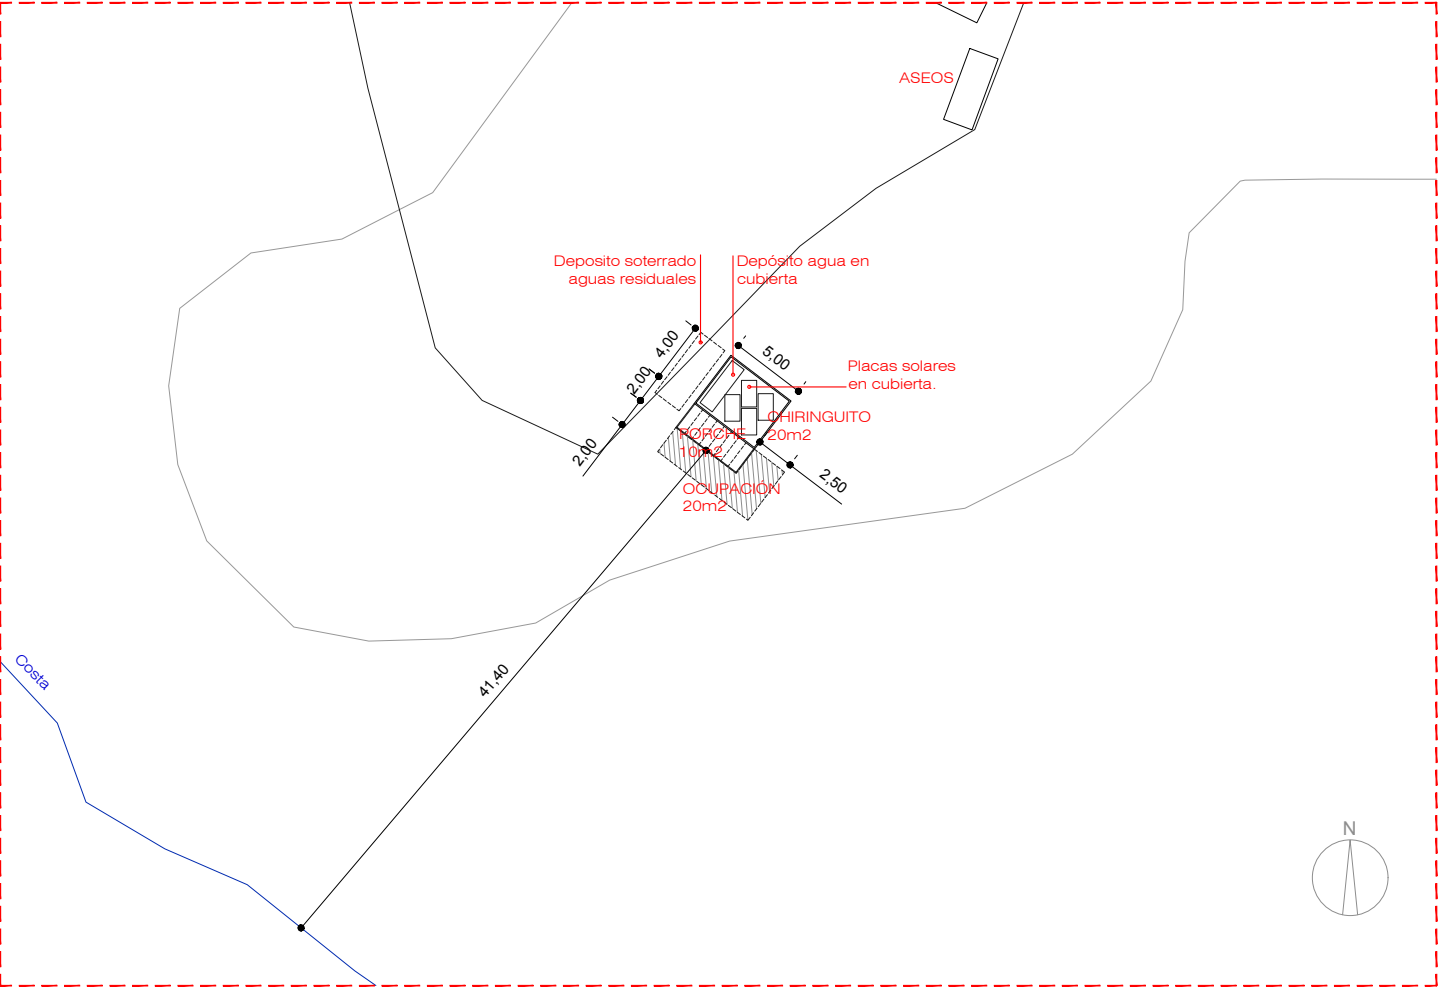 ASEOS
Deposito soterrado
aguas residuales
Depósito agua en
cubierta
4,00
5,00
2,00
Placas solares
en cubierta.
CHIRINGUITO
20m2
PORCHE
10m2
2,00
2,50
OCUPACIÓN
20m2
Costa
41,40
N